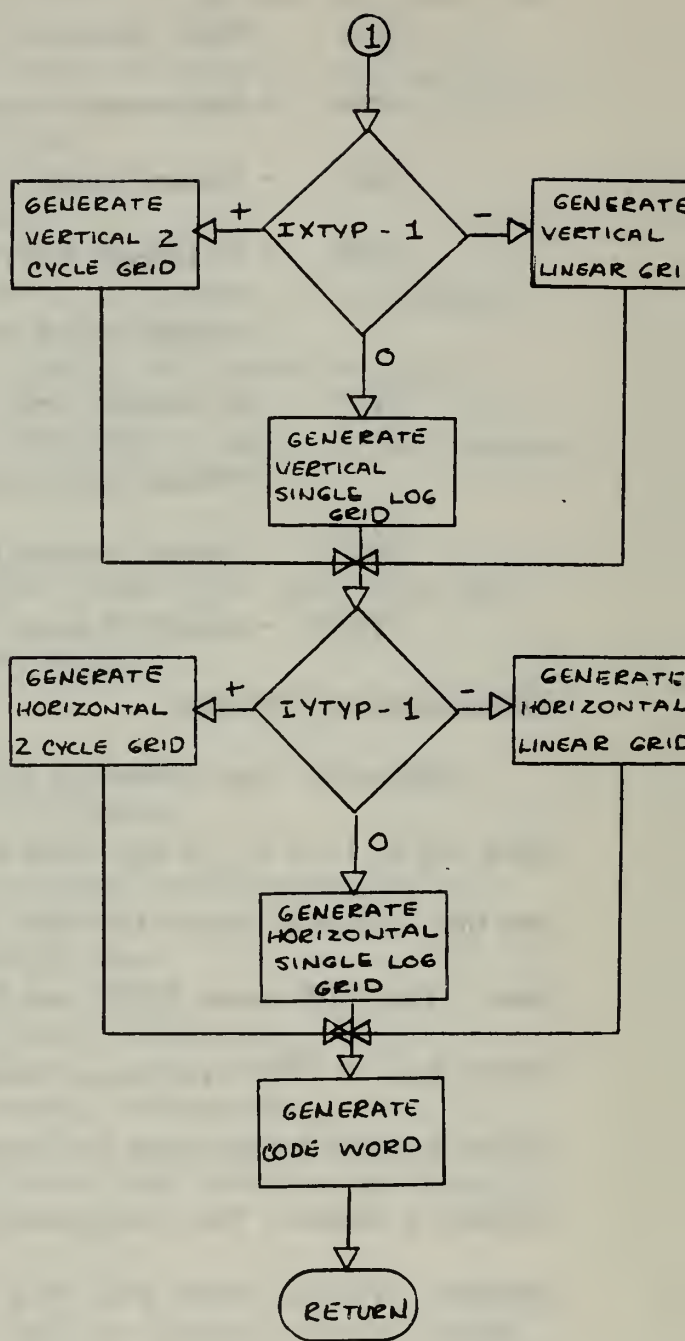 1
IXTYP - 1
+
-
0
GENERATE
VERTICAL 2
CYCLE GRID
GENERATE
VERTICAL
LINEAR GRI
GENERATE
VERTICAL
SINGLE LOG
GRID
IYTYP - 1
+
-
0
GENERATE
HORIZONTAL
2 CYCLE GRID
GENERATE
HORIZONTAL
LINEAR GRID
GENERATE
HORIZONTAL
SINGLE LOG
GRID
GENERATE
CODE WORD
RETURN